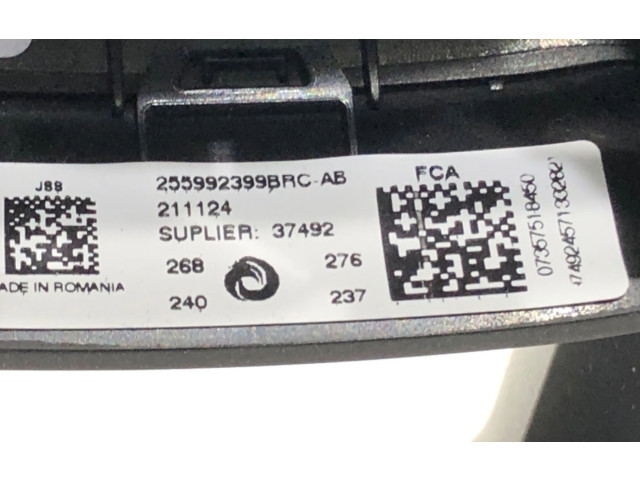 J88
ADE IN ROMANIA
255992399BRC-AB
211124
SUPLIER: 37492
268 276
240 237
FCA
07357518450